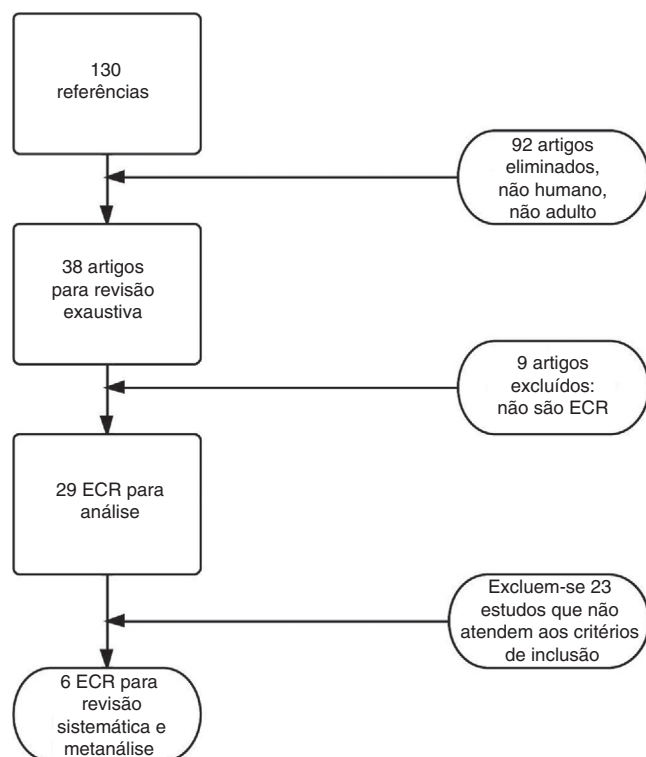 130
referências
92 artigos
eliminados,
não humano,
não adulto
38 artigos
para revisão
exaustiva
9 artigos
excluídos:
não são ECR
29 ECR para
análise
Excluem-se 23
estudos que não
atendem aos critérios
de inclusão
6 ECR para
revisão
sistemática e
metanálise